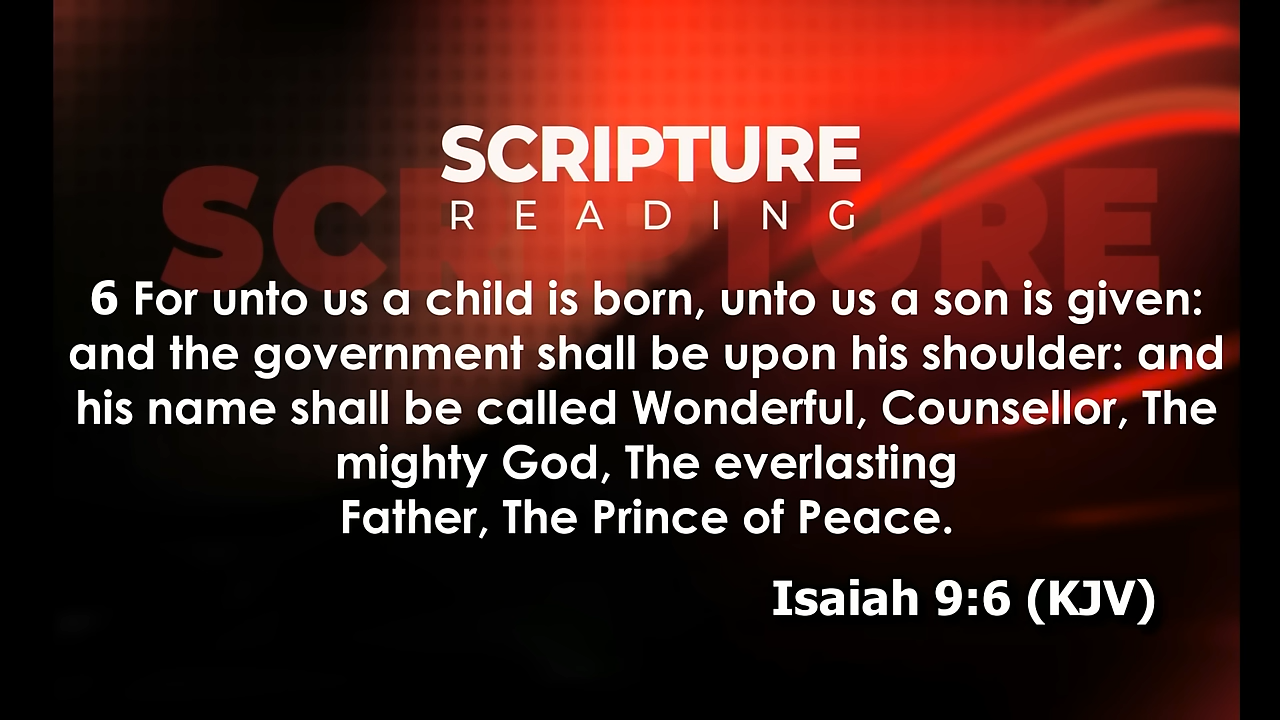 SCRIPTURE
SCRIPTURE
READING
6 For unto us a child is born, unto us a son is given:
and the government shall be upon his shoulder: and
his name shall be called Wonderful, Counsellor, The
mighty God, The everlasting
Father, The Prince of Peace.
Isaiah 9:6 (KJV)